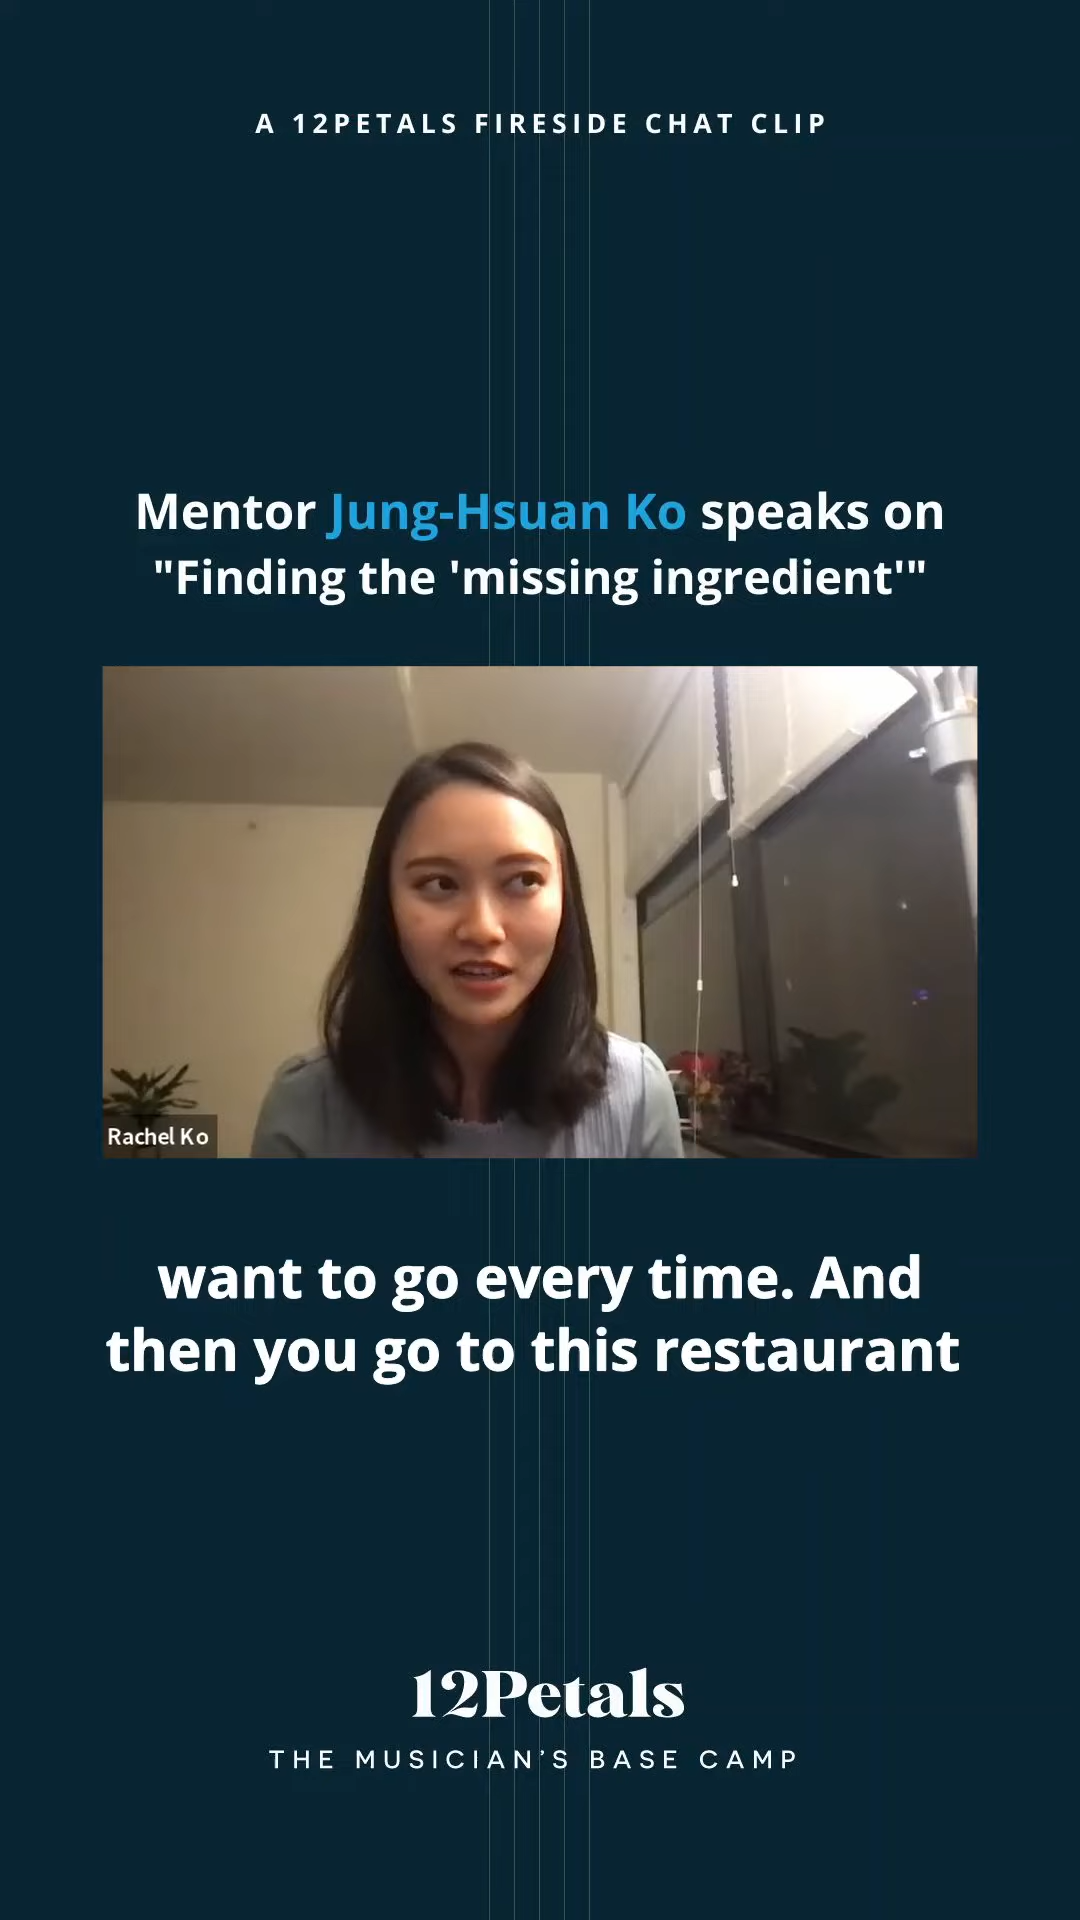 A 12PETALS FIRESIDE CHAT CLIP
Mentor Jung-Hsuan Ko speaks on
"Finding the 'missing ingredient'"
Rachel Ko
want to go every time. And
then you go to this restaurant
12Petals
THE MUSICIAN'S BASE CAMP